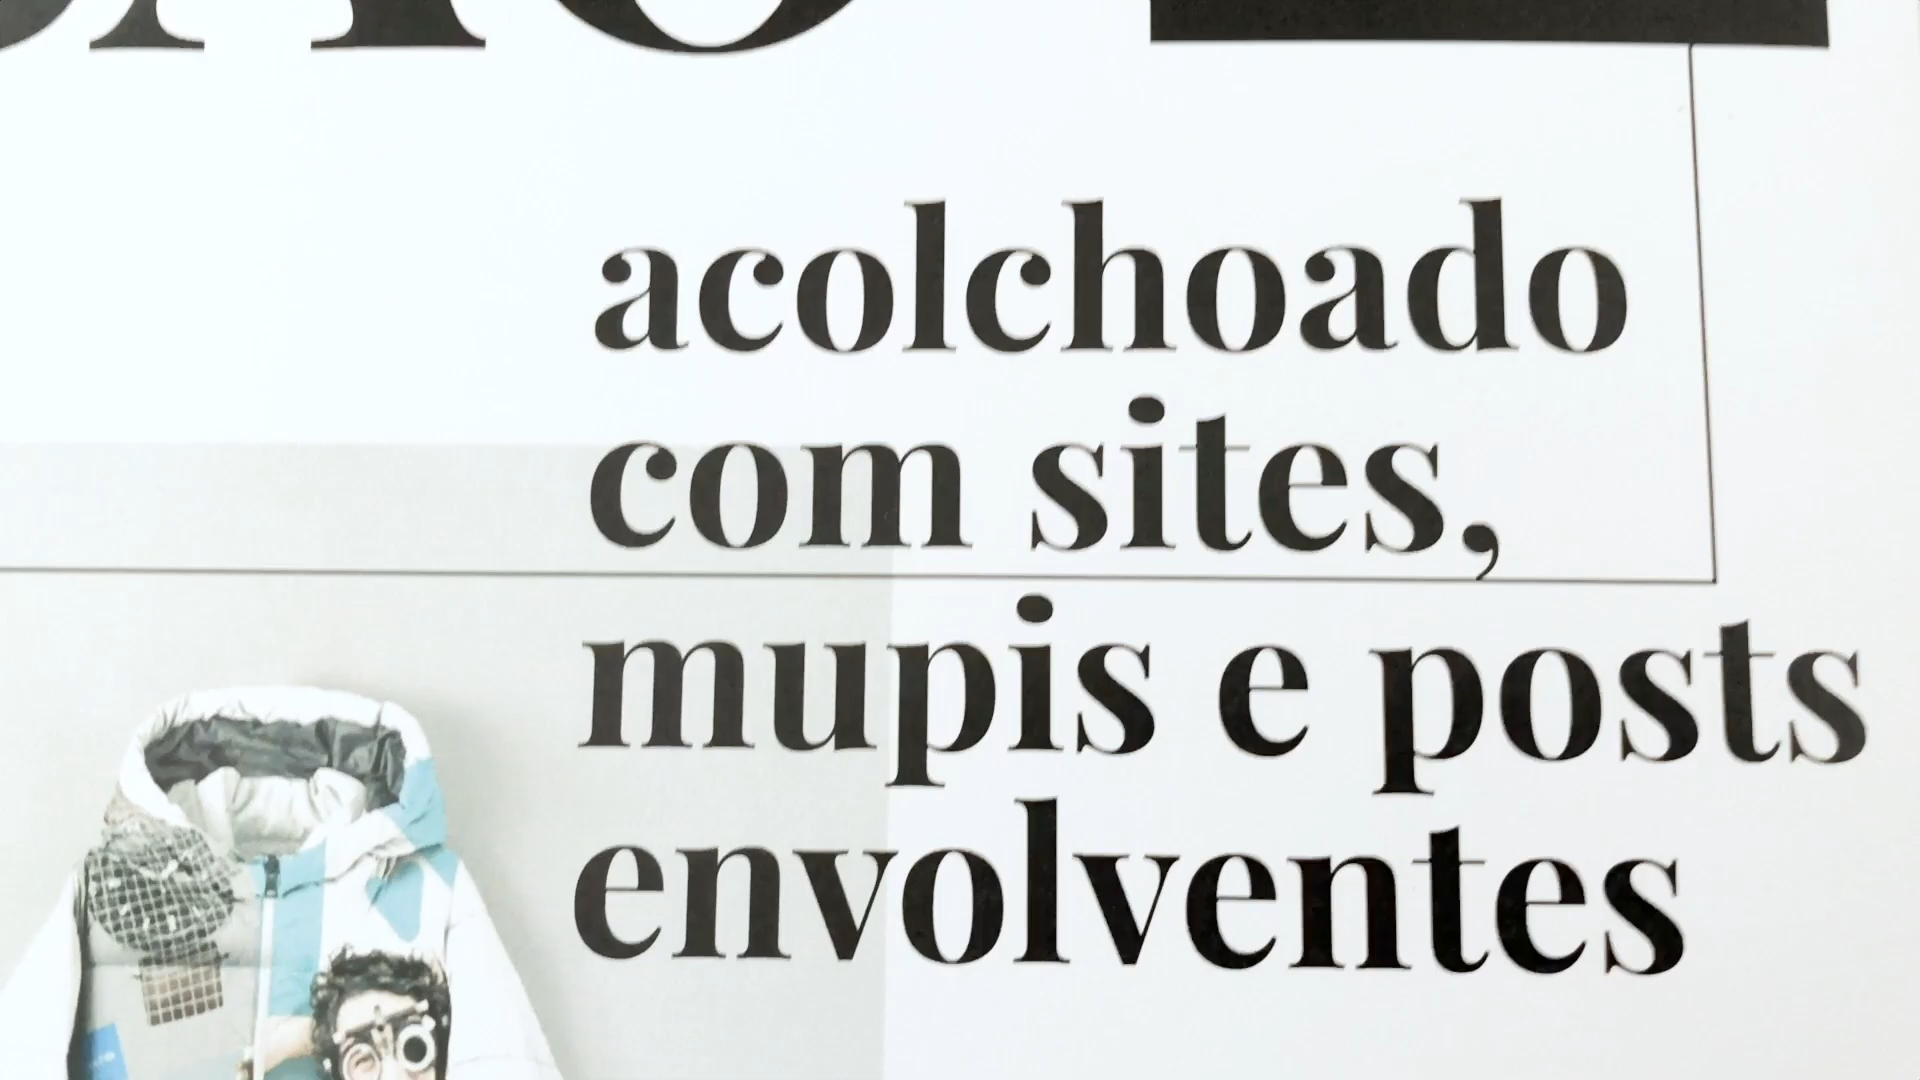 acolchoado
com sites,
mupis e posts
envolventes